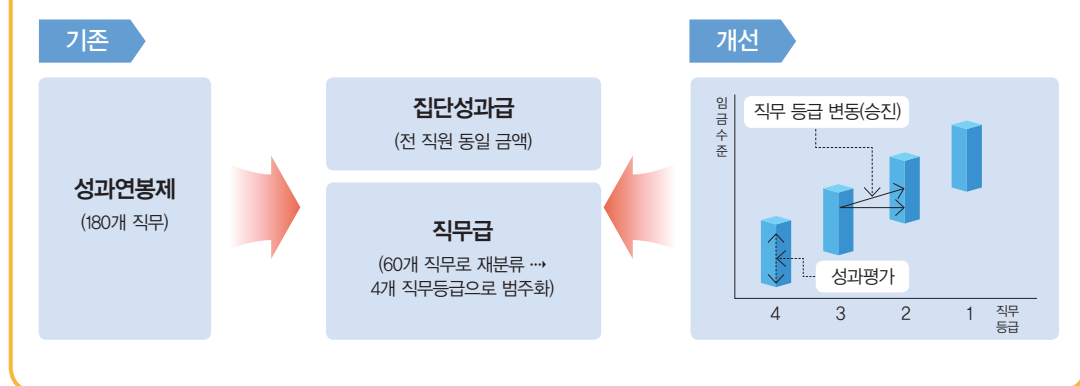 기존
성과연봉제
(180개 직무)
집단성과급
(전 직원 동일 금액)
직무급
(60개 직무로 재분류 ····›
4개 직무등급으로 범주화)
개선
임금수준
직무 등급 변동(승진)
성과평가
4 3 2 1 직무
등급